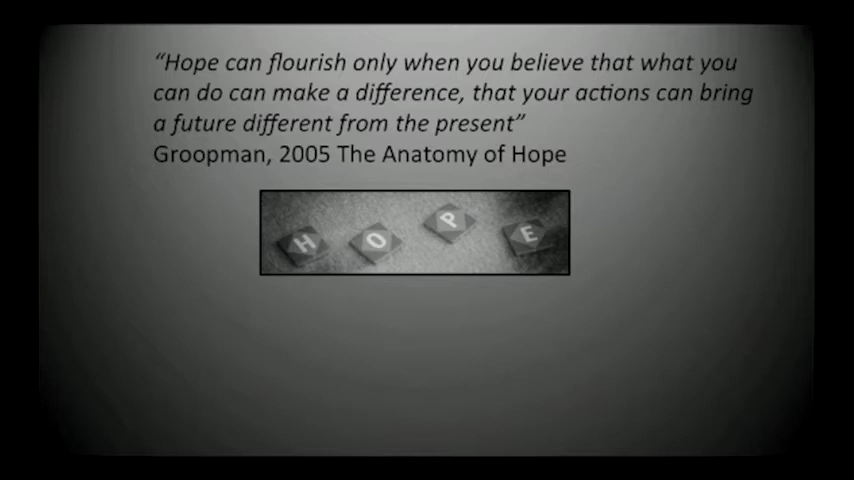 “Hope can flourish only when you believe that what you
can do can make a difference, that your actions can bring
a future different from the present”
Groopman, 2005 The Anatomy of Hope
H O P E